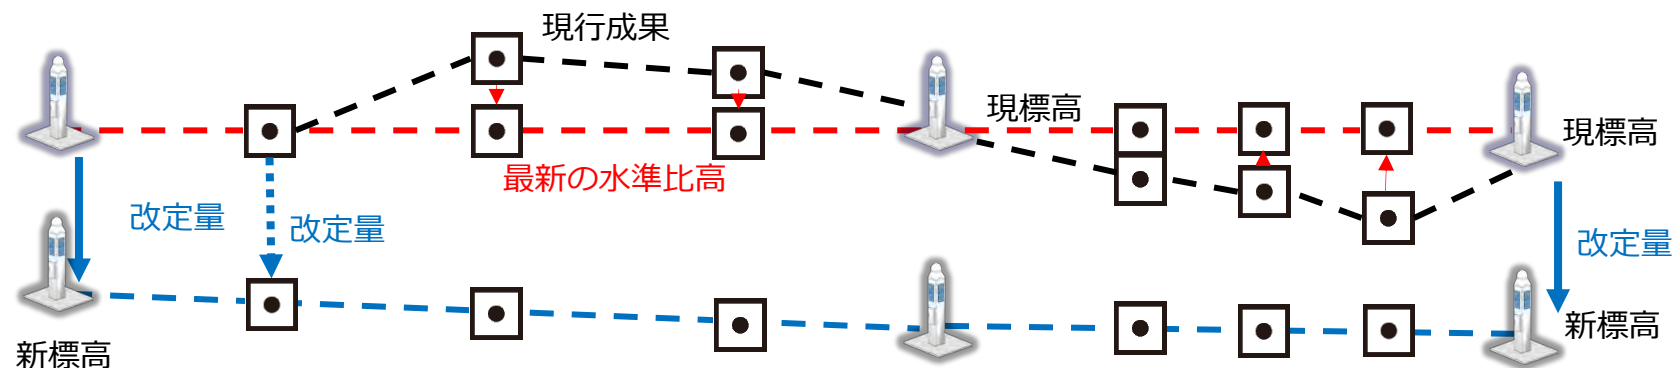 現行成果
現標高
現標高
最新の水準比高
改定量
改定量
改定量
新標高
新標高